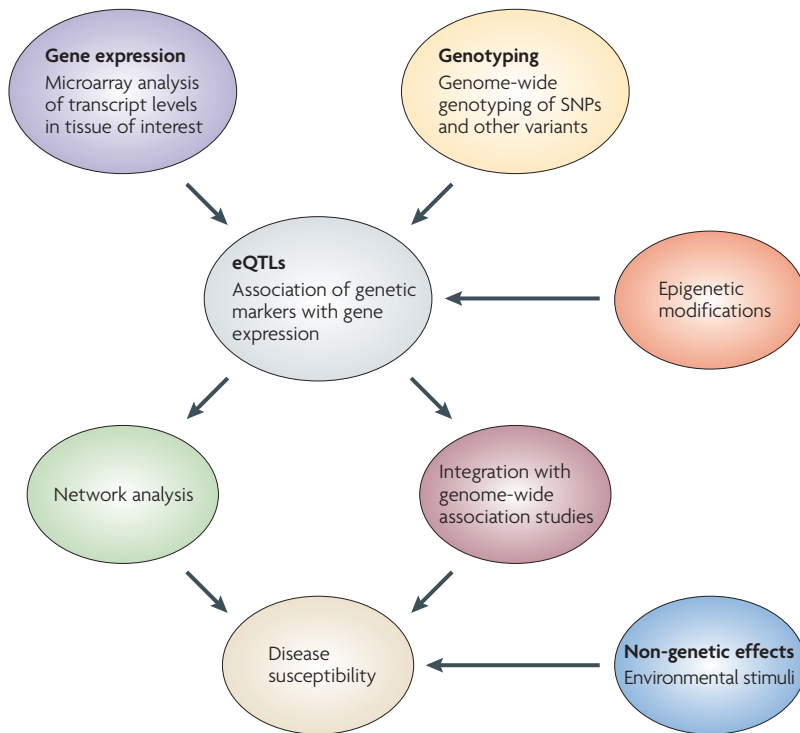 Gene expression
Microarray analysis
of transcript levels
in tissue of interest
Genotyping
Genome-wide
genotyping of SNPs
and other variants
eQTLs
Association of genetic
markers with gene
expression
Epigenetic
modifications
Network analysis
Integration with
genome-wide
association studies
Disease
susceptibility
Non-genetic effects
Environmental stimuli